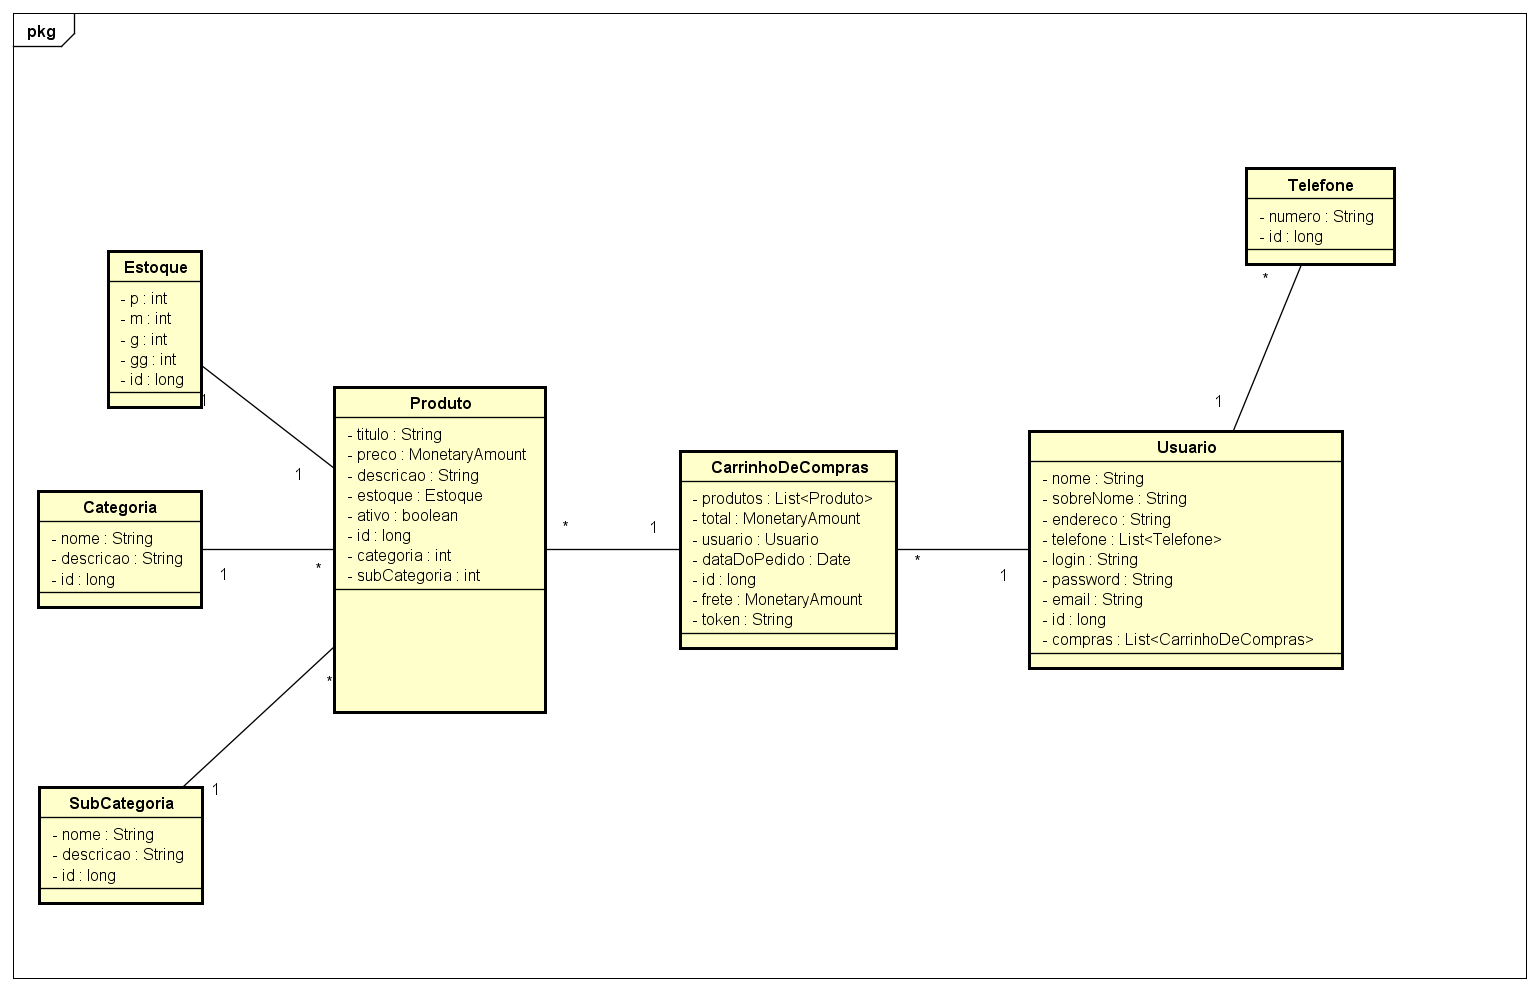 pkg
Telefone
- numero : String
- id : long
*
1
Estoque
- p : int
- m : int
- g : int
- gg : int
- id : long
1
1
Produto
- titulo : String
- preco : MonetaryAmount
- descricao : String
- estoque : Estoque
- ativo : boolean
- id : long
- categoria : int
- subCategoria : int
Categoria
- nome : String
- descricao : String
- id : long
1
*
*
1
CarrinhoDeCompras
- produtos : List<Produto>
- total : MonetaryAmount
- usuario : Usuario
- dataDoPedido : Date
- id : long
- frete : MonetaryAmount
- token : String
*
1
Usuario
- nome : String
- sobreNome : String
- endereco : String
- telefone : List<Telefone>
- login : String
- password : String
- email : String
- id : long
- compras : List<CarrinhoDeCompras>
*
1
SubCategoria
- nome : String
- descricao : String
- id : long